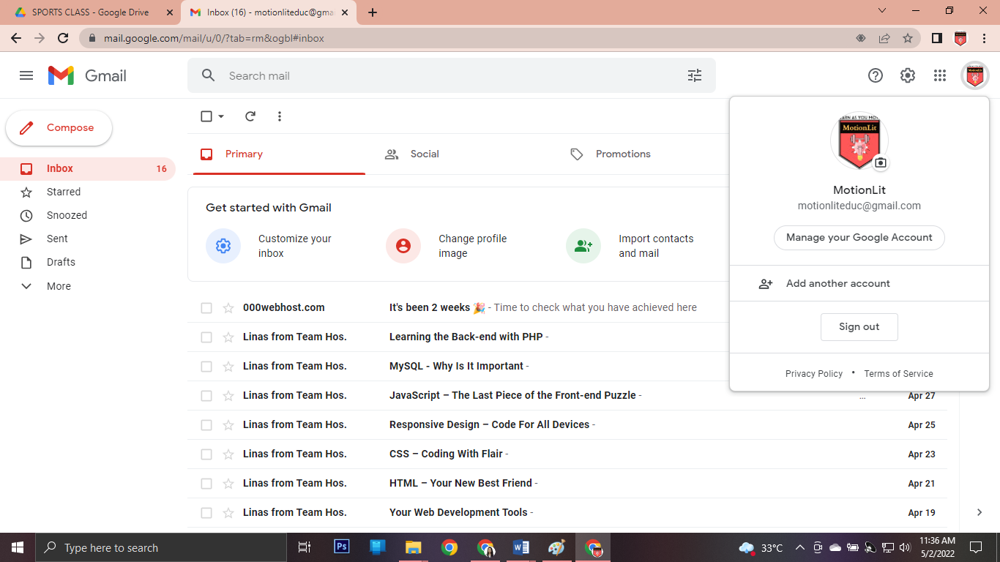 SPORTS CLASS - Google Drive
Inbox (16) - motionliteduc@gma
mail.google.com/mail/u/0/?tab=rm&ogbl#inbox
Gmail
Search mail
Compose
Inbox 16
Starred
Snoozed
Sent
Drafts
More
Primary
Social
Promotions
Get started with Gmail
Customize your
inbox
Change profile
image
Import contacts
and mail
000webhost.com It's been 2 weeks 🎉 - Time to check what you have achieved here
Linas from Team Hos. Learning the Back-end with PHP -
Linas from Team Hos. MySQL - Why Is It Important -
Linas from Team Hos. JavaScript – The Last Piece of the Front-end Puzzle - ... Apr 27
Linas from Team Hos. Responsive Design – Code For All Devices - Apr 25
Linas from Team Hos. CSS – Coding With Flair - Apr 23
Linas from Team Hos. HTML – Your New Best Friend - Apr 21
Linas from Team Hos. Your Web Development Tools - Apr 19
ARN AS YOU MO
MotionLit
MotionLit
motionliteduc@gmail.com
Manage your Google Account
Add another account
Sign out
Privacy Policy • Terms of Service
Type here to search
Ps
33°C
11:36 AM
5/2/2022